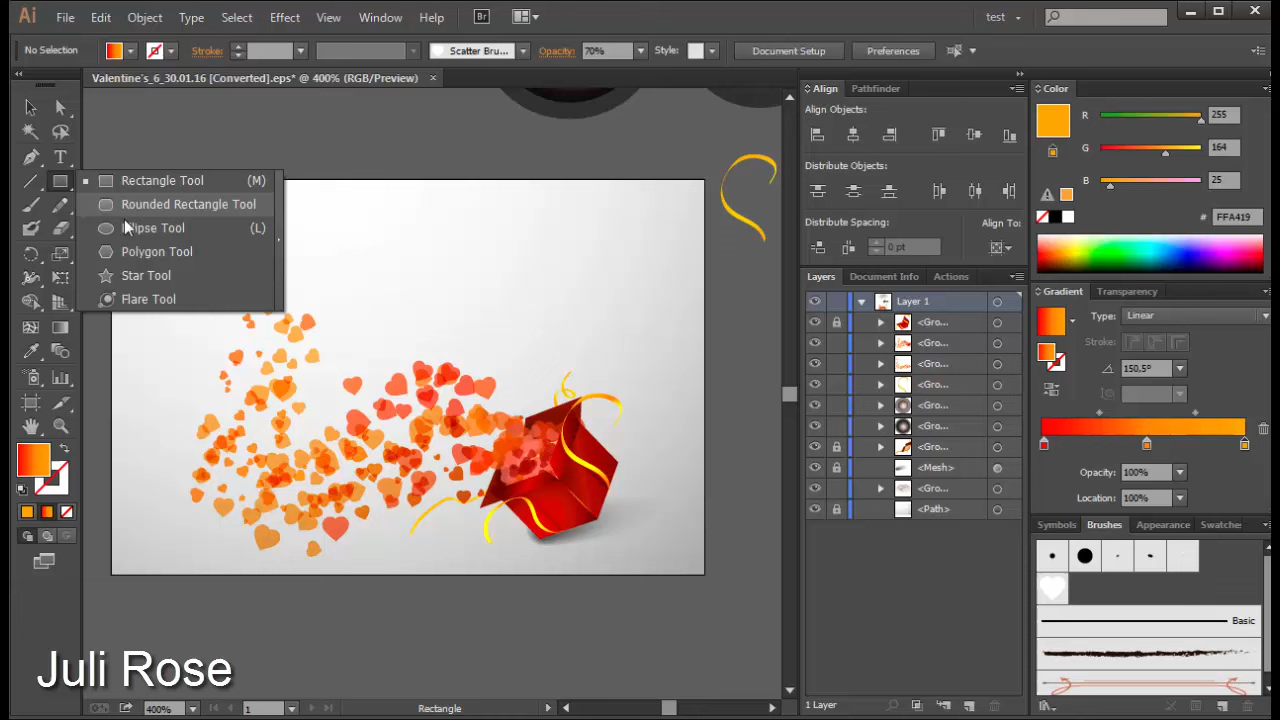 Ai File Edit Object Type Select Effect View Window Help Br test
No Selection Stroke: Scatter Bru... Opacity: 70% Style: Document Setup Preferences
Valentine's_6_30.01.16 [Converted].eps* @ 400% (RGB/Preview)
Rectangle Tool (M)
Rounded Rectangle Tool
Tool (L)
Polygon Tool
Star Tool
Flare Tool
Align Pathfinder
Align Objects:
Distribute Objects:
Distribute Spacing: Align To:
0 pt
Layers Document Info Actions
Layer 1
<Gro...
<Gro...
<Gro...
<Gro...
<Gro...
<Gro...
<Gro...
<Mesh>
<Gro...
<Path>
1 Layer
Color
R 255
G 164
B 25
# FFA419
Gradient Transparency
Type: Linear
Stroke:
150,5°
Opacity: 100%
Location: 100%
Symbols Brushes Appearance Swatches
Basic
Juli Rose
400% 1 Rectangle